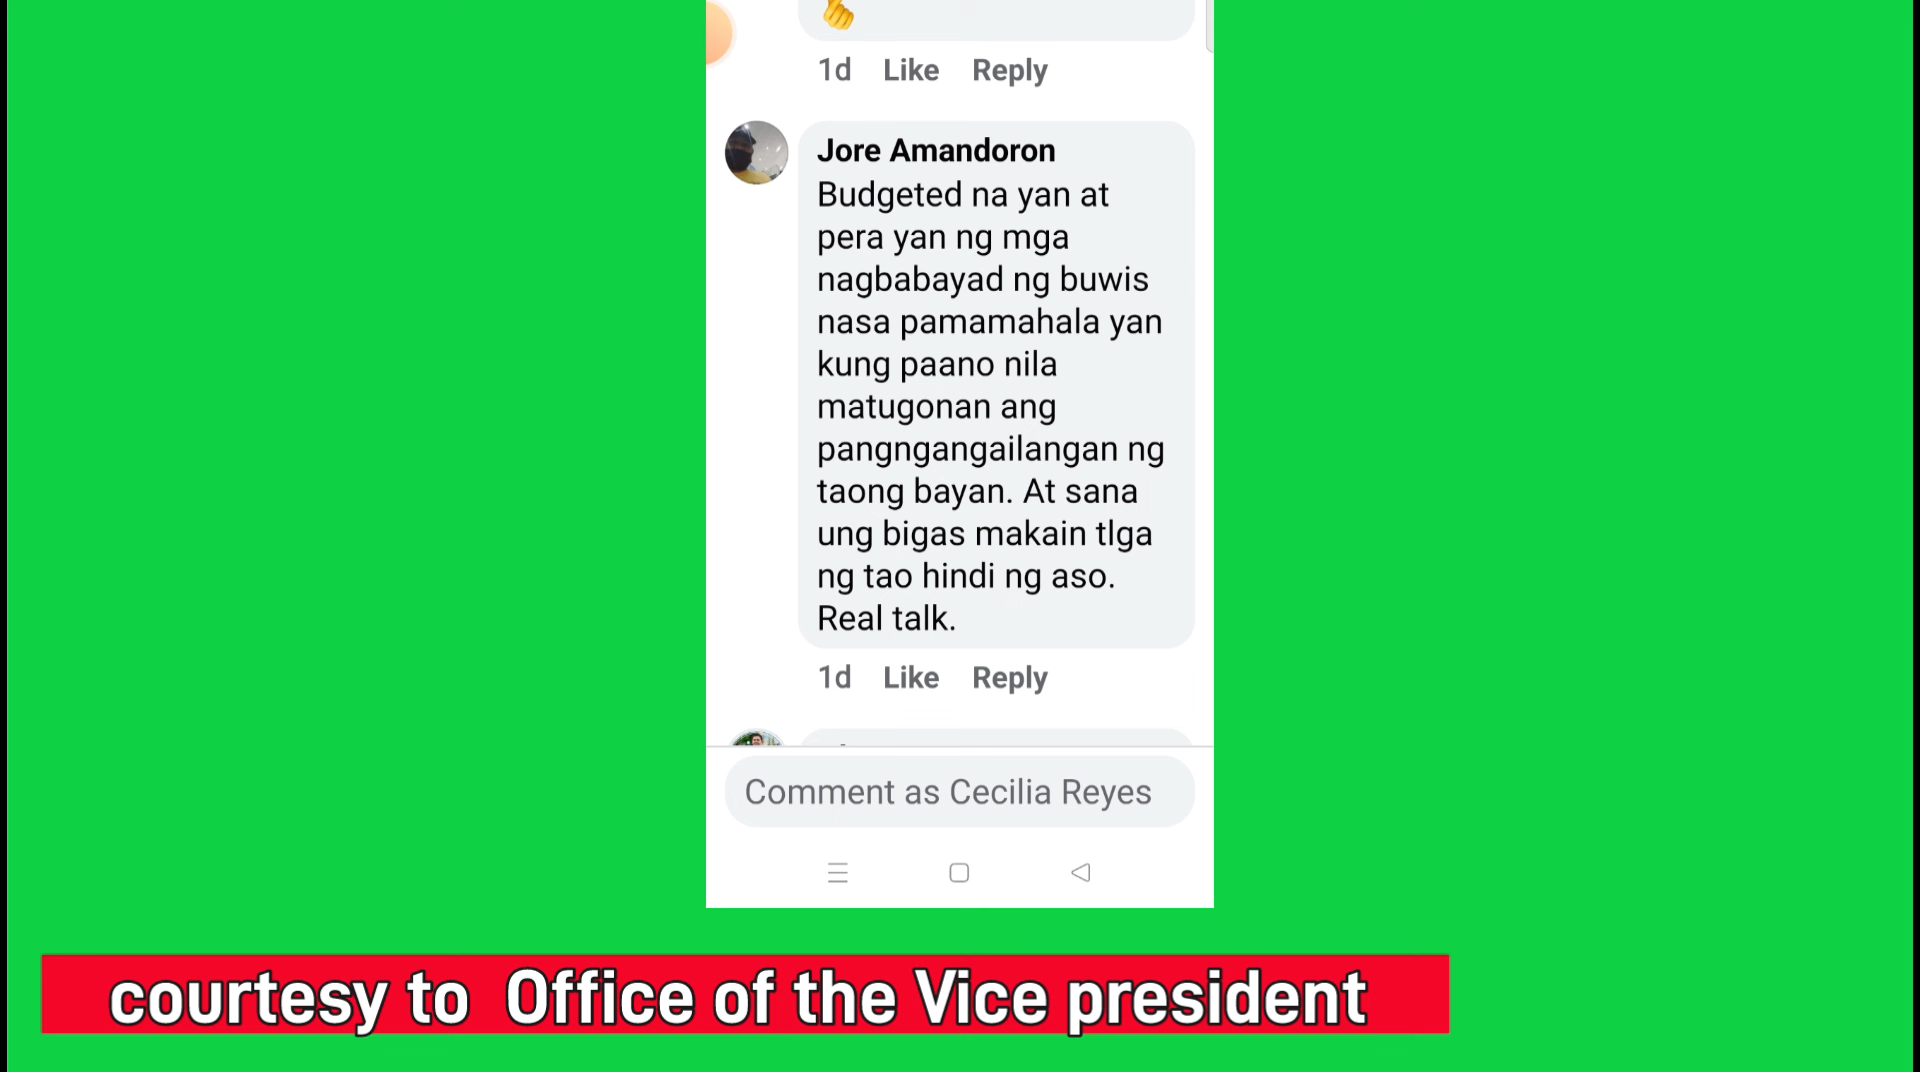 1d Like Reply
Jore Amandoron
Budgeted na yan at
pera yan ng mga
nagbabayad ng buwis
nasa pamamahala yan
kung paano nila
matugonan ang
pangngangailangan ng
taong bayan. At sana
ung bigas makain tlga
ng tao hindi ng aso.
Real talk.
1d Like Reply
Comment as Cecilia Reyes
courtesy to Office of the Vice president